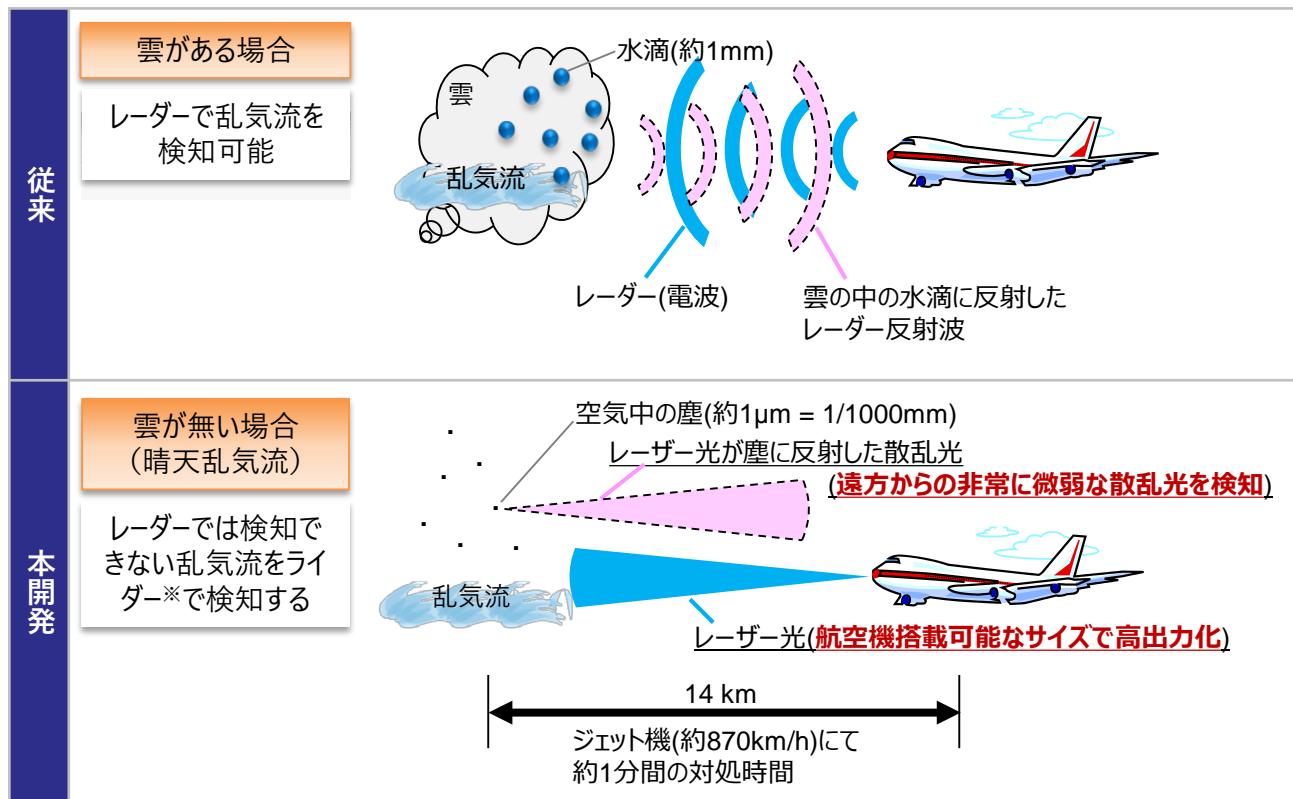 従来
雲がある場合
レーダーで乱気流を
検知可能
水滴(約1mm)
雲
乱気流
レーダー(電波)
雲の中の水滴に反射した
レーダー反射波
本開発
雲が無い場合
（晴天乱気流）
レーダーでは検知で
きない乱気流をライ
ダー※で検知する
空気中の塵(約1μm = 1/1000mm)
レーザー光が塵に反射した散乱光
(遠方からの非常に微弱な散乱光を検知)
乱気流
レーザー光(航空機搭載可能なサイズで高出力化)
14 km
ジェット機(約870km/h)にて
約1分間の対処時間